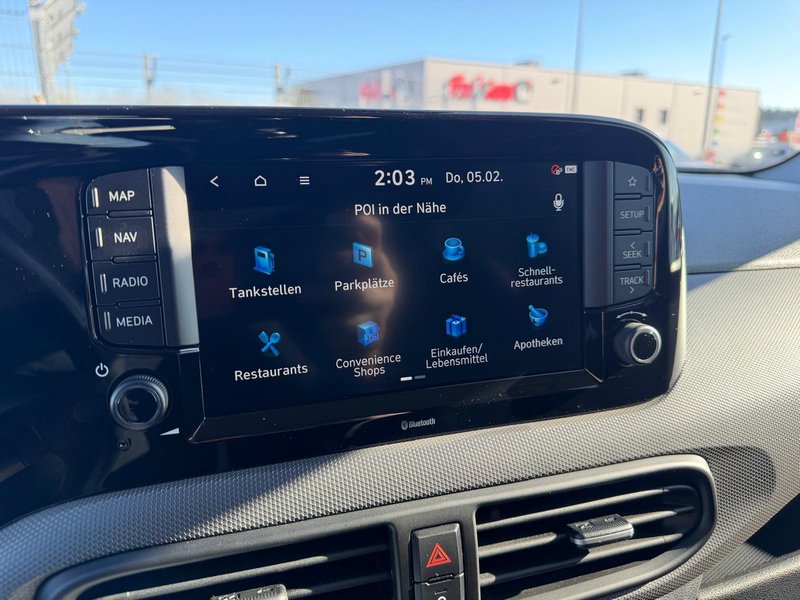 2:03 PM Do, 05.02.
TMC
POI in der Nähe
MAP
NAV
RADIO
MEDIA
Tankstellen
Parkplätze
Cafés
Schnell-
restaurants
Restaurants
Convenience
Shops
Einkaufen/
Lebensmittel
Apotheken
SETUP
SEEK
TRACK
Bluetooth